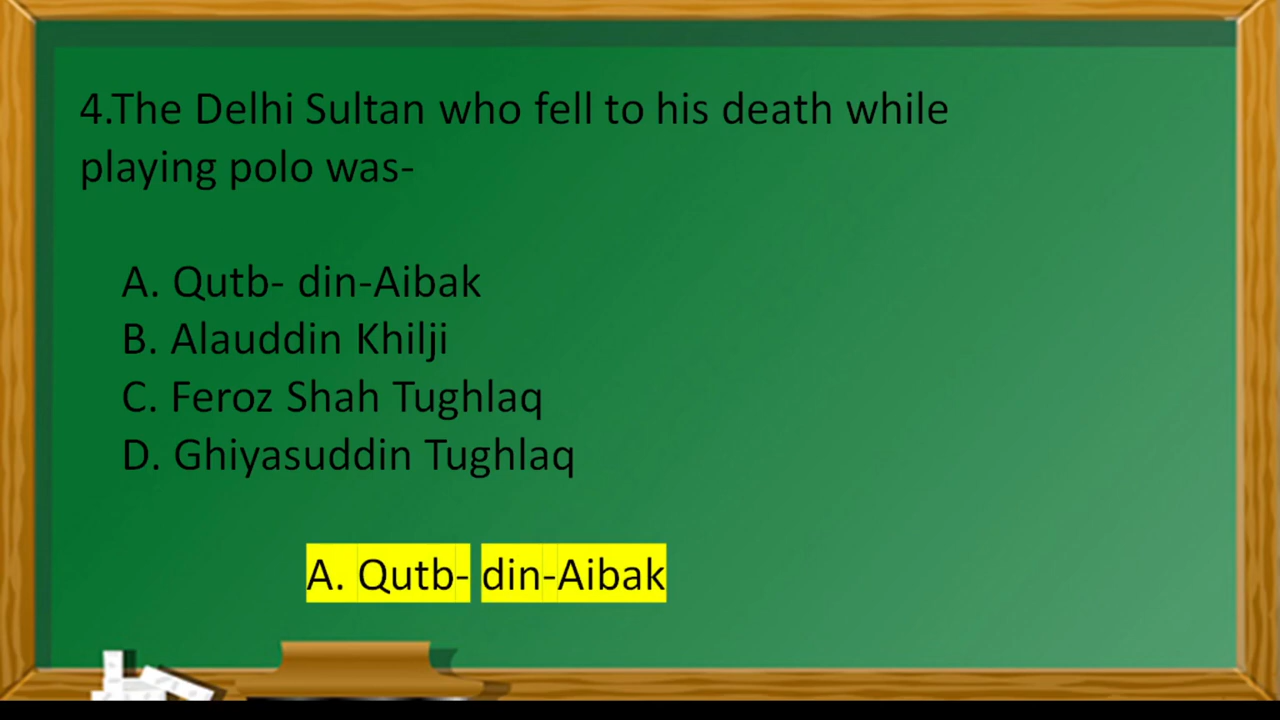 4.The Delhi Sultan who fell to his death while
playing polo was-
A. Qutb- din-Aibak
B. Alauddin Khilji
C. Feroz Shah Tughlaq
D. Ghiyasuddin Tughlaq
A. Qutb- din-Aibak